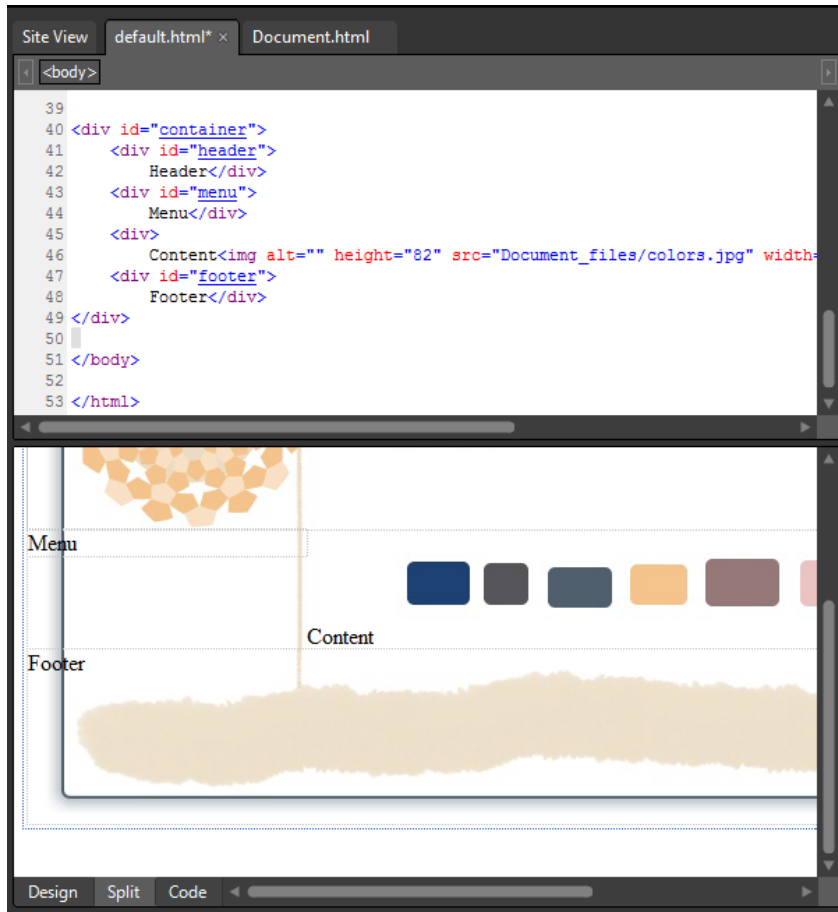 Site View default.html* × Document.html
<body>
39
40 <div id="container">
41 <div id="header">
42 Header</div>
43 <div id="menu">
44 Menu</div>
45 <div>
46 Content<img alt="" height="82" src="Document_files/colors.jpg" width=
47 <div id="footer">
48 Footer</div>
49 </div>
50
51 </body>
52
53 </html>
Menu
Content
Footer
Design Split Code